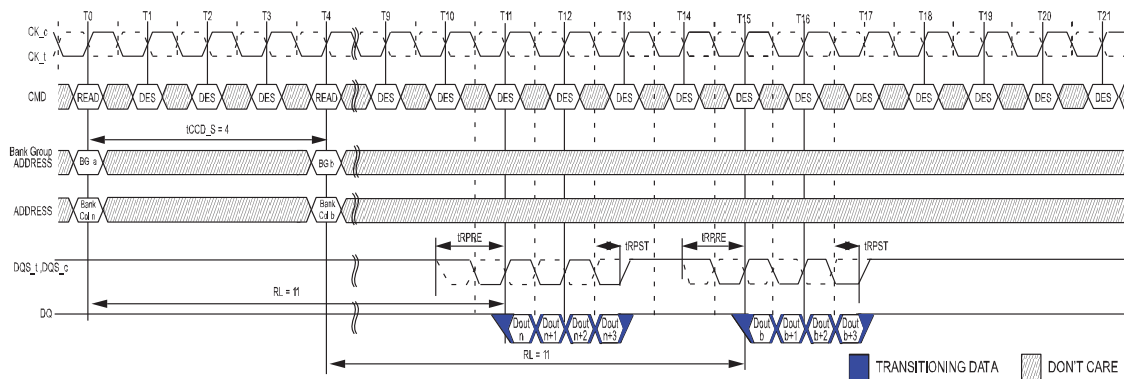 T0 T1 T2 T3 T4 T9 T10 T11 T12 T13 T14 T15 T16 T17 T18 T19 T20 T21
CK_c
CK_t
CMD READ DES DES DES READ DES DES DES DES DES DES DES DES DES DES DES DES DES
tCCD_S = 4
Bank Group
ADDRESS BG a BG b
ADDRESS Bank Col n Bank Col b
tRPRE tRPST tRPRE tRPST
DQS_t ,DQS_c
RL = 11
DQ Dout n Dout n+1 Dout n+2 Dout n+3 Dout b Dout b+1 Dout b+2 Dout b+3
RL = 11
TRANSITIONING DATA DON'T CARE